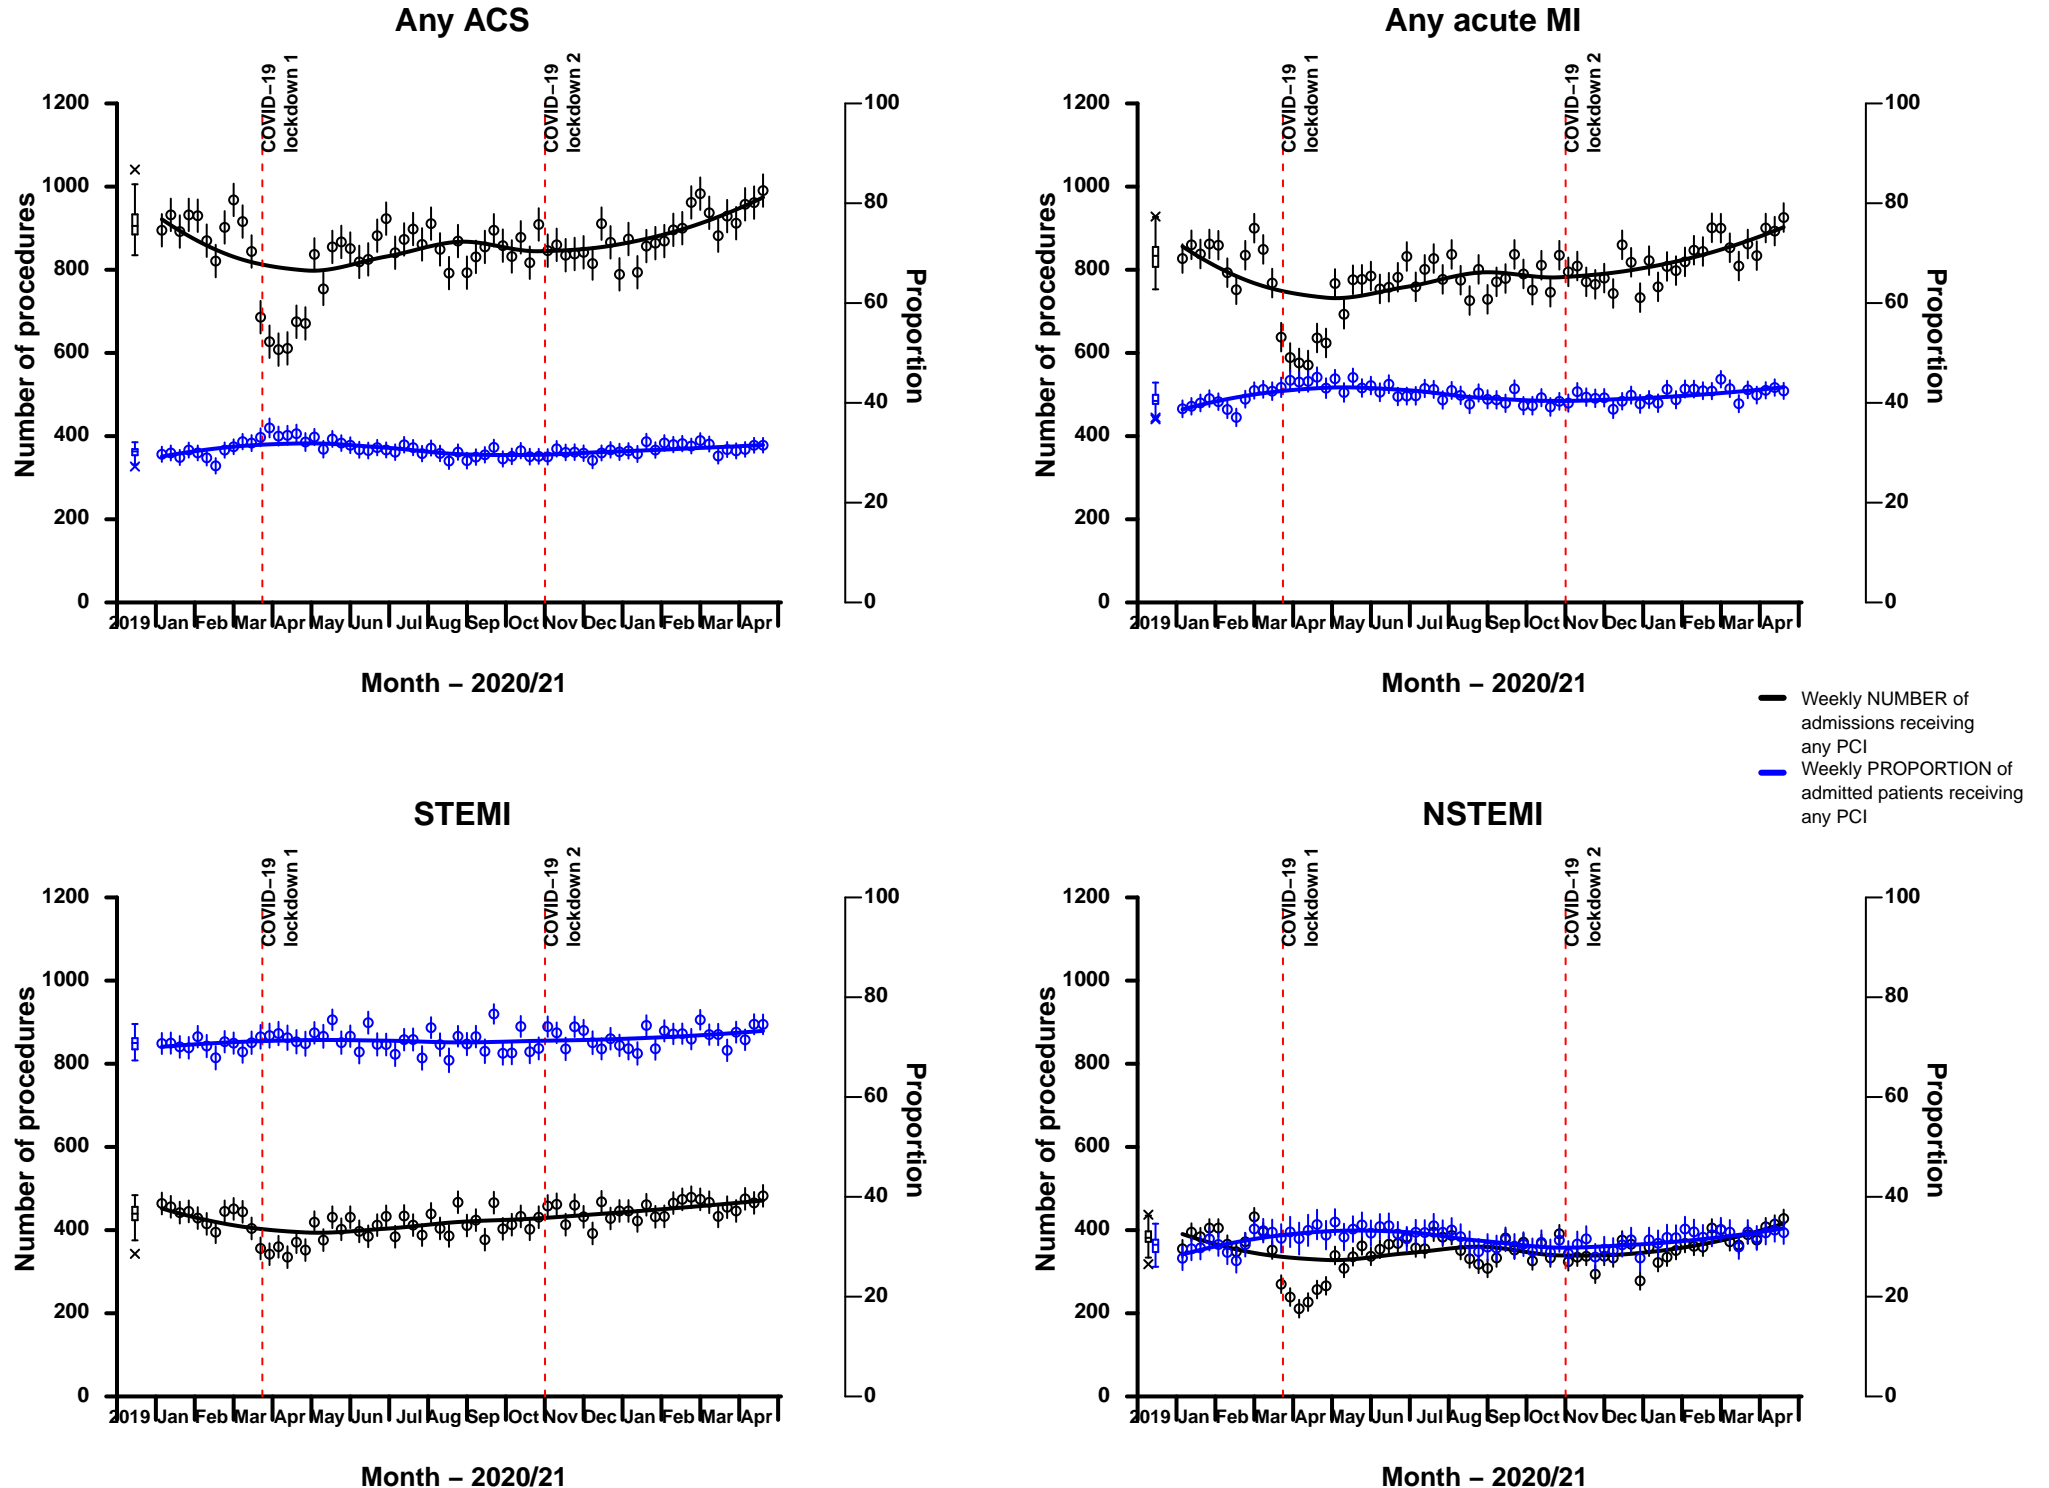 Any ACS
Any acute MI
COVID−19
lockdown 1
COVID−19
lockdown 2
COVID−19
lockdown 1
COVID−19
lockdown 2
1200
1000
800
600
400
200
0
Number of procedures
100
80
60
40
20
0
Proportion
2019 Jan Feb Mar Apr May Jun Jul Aug Sep Oct Nov Dec Jan Feb Mar Apr
Month − 2020/21
1200
1000
800
600
400
200
0
Number of procedures
100
80
60
40
20
0
Proportion
2019 Jan Feb Mar Apr May Jun Jul Aug Sep Oct Nov Dec Jan Feb Mar Apr
Month − 2020/21
Weekly NUMBER of
admissions receiving
any PCI
Weekly PROPORTION of
admitted patients receiving
any PCI
STEMI
NSTEMI
COVID−19
lockdown 1
COVID−19
lockdown 2
COVID−19
lockdown 1
COVID−19
lockdown 2
1200
1000
800
600
400
200
0
Number of procedures
100
80
60
40
20
0
Proportion
2019 Jan Feb Mar Apr May Jun Jul Aug Sep Oct Nov Dec Jan Feb Mar Apr
Month − 2020/21
1200
1000
800
600
400
200
0
Number of procedures
100
80
60
40
20
0
Proportion
2019 Jan Feb Mar Apr May Jun Jul Aug Sep Oct Nov Dec Jan Feb Mar Apr
Month − 2020/21